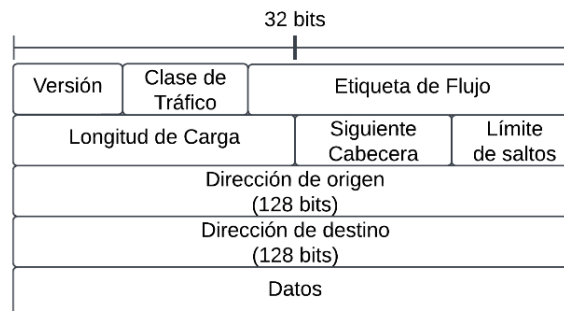 32 bits
Versión
Clase de
Tráfico
Etiqueta de Flujo
Longitud de Carga
Siguiente
Cabecera
Límite
de saltos
Dirección de origen
(128 bits)
Dirección de destino
(128 bits)
Datos